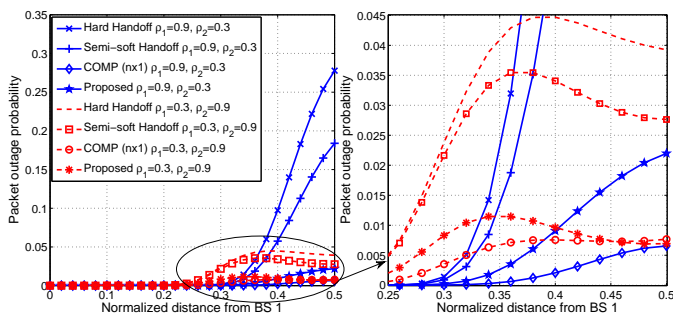 0.35
0.3
0.25
0.2
0.15
0.1
0.05
0
Packet outage probability
Hard Handoff ρ1=0.9, ρ2=0.3
Semi-soft Handoff ρ1=0.9, ρ2=0.3
COMP (nx1) ρ1=0.9, ρ2=0.3
Proposed ρ1=0.9, ρ2=0.3
Hard Handoff ρ1=0.3, ρ2=0.9
Semi-soft Handoff ρ1=0.3, ρ2=0.9
COMP (nx1) ρ1=0.3, ρ2=0.9
Proposed ρ1=0.3, ρ2=0.9
0 0.1 0.2 0.3 0.4 0.5
Normalized distance from BS 1
0.045
0.04
0.035
0.03
0.025
0.02
0.015
0.01
0.005
0
Packet outage probability
0.25 0.3 0.35 0.4 0.45 0.5
Normalized distance from BS 1